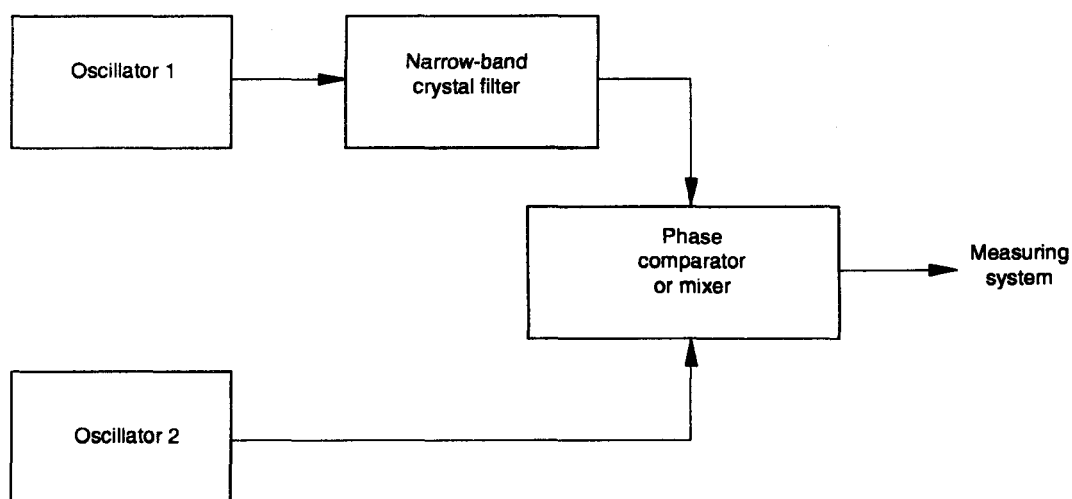 Oscillator 1
Narrow-band
crystal filter
Phase
comparator
or mixer
Measuring
system
Oscillator 2